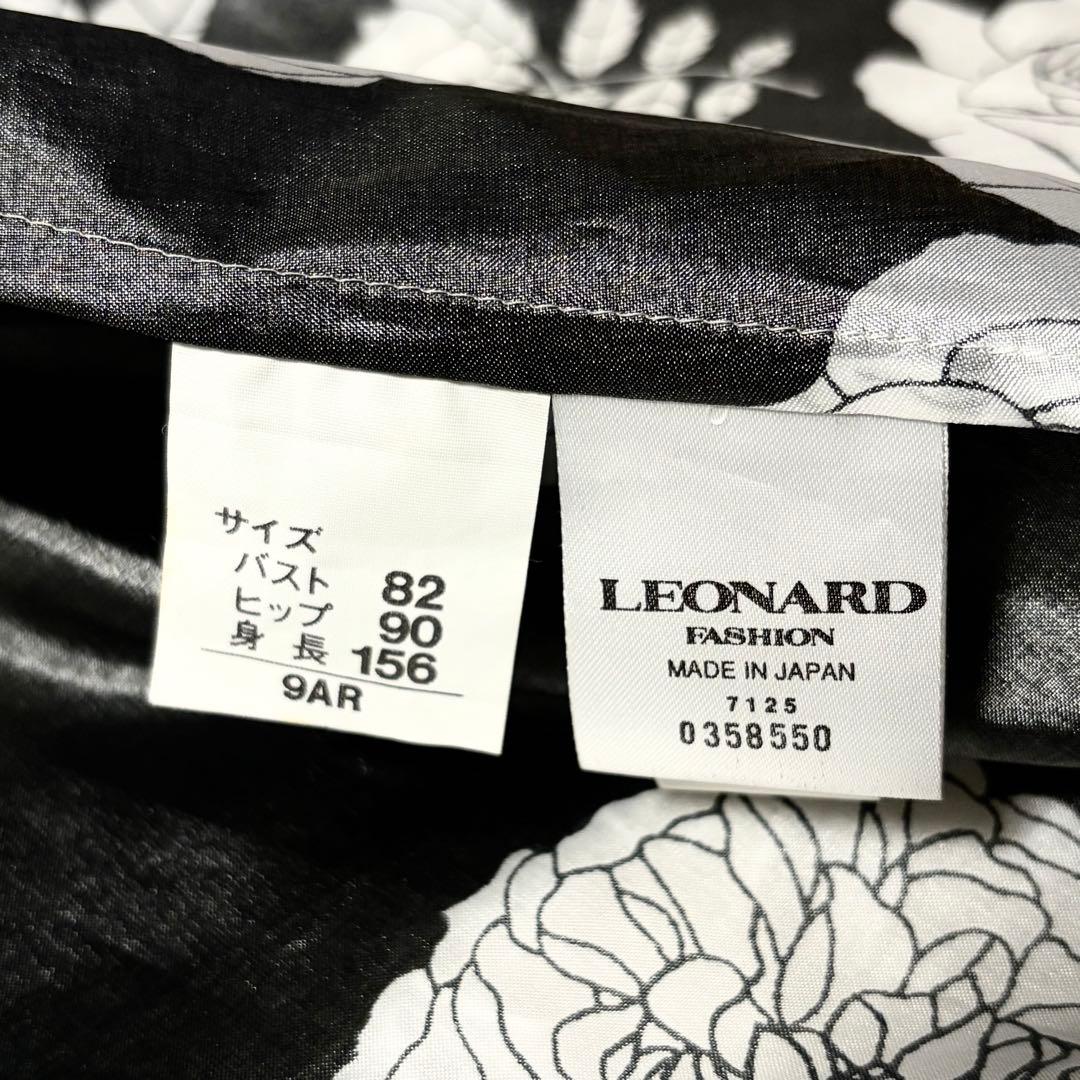 サイズ
バスト 82
ヒップ 90
身長 156
9AR
LEONARD
FASHION
MADE IN JAPAN
7125
0358550